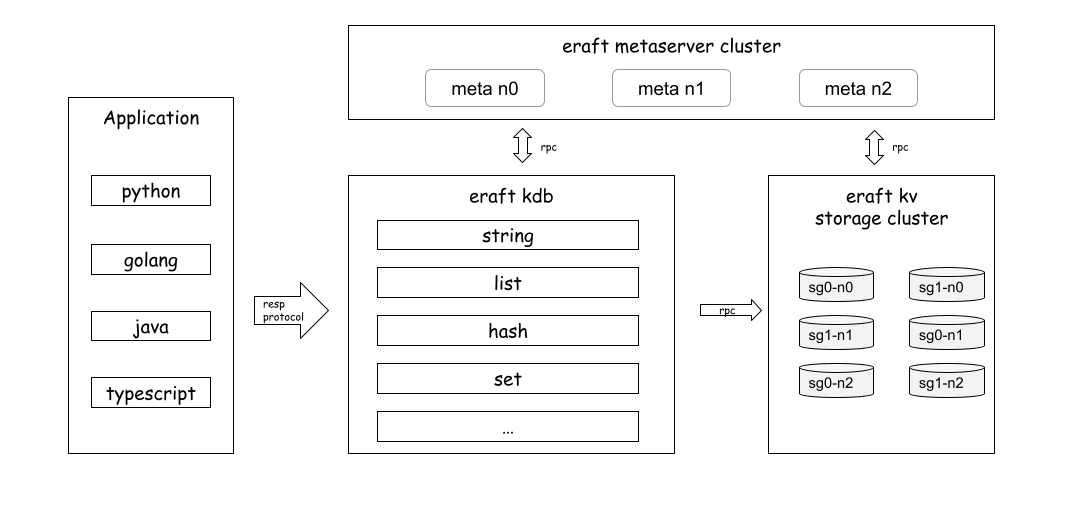 eraft metaserver cluster
meta n0
meta n1
meta n2
rpc
rpc
Application
python
golang
java
typescript
resp
protocol
eraft kdb
string
list
hash
set
...
rpc
eraft kv
storage cluster
sg0-n0
sg1-n0
sg1-n1
sg0-n1
sg0-n2
sg1-n2